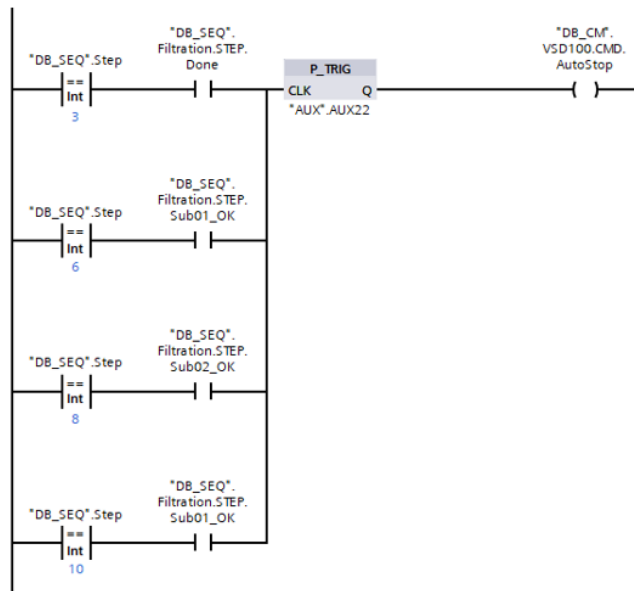 "DB_SEQ".Step
==
Int
3
"DB_SEQ".
Filtration.STEP.
Done
P_TRIG
CLK Q
"AUX".AUX22
"DB_CM".
VSD100.CMD.
AutoStop
"DB_SEQ".Step
==
Int
6
"DB_SEQ".
Filtration.STEP.
Sub01_OK
"DB_SEQ".Step
==
Int
8
"DB_SEQ".
Filtration.STEP.
Sub02_OK
"DB_SEQ".Step
==
Int
10
"DB_SEQ".
Filtration.STEP.
Sub01_OK